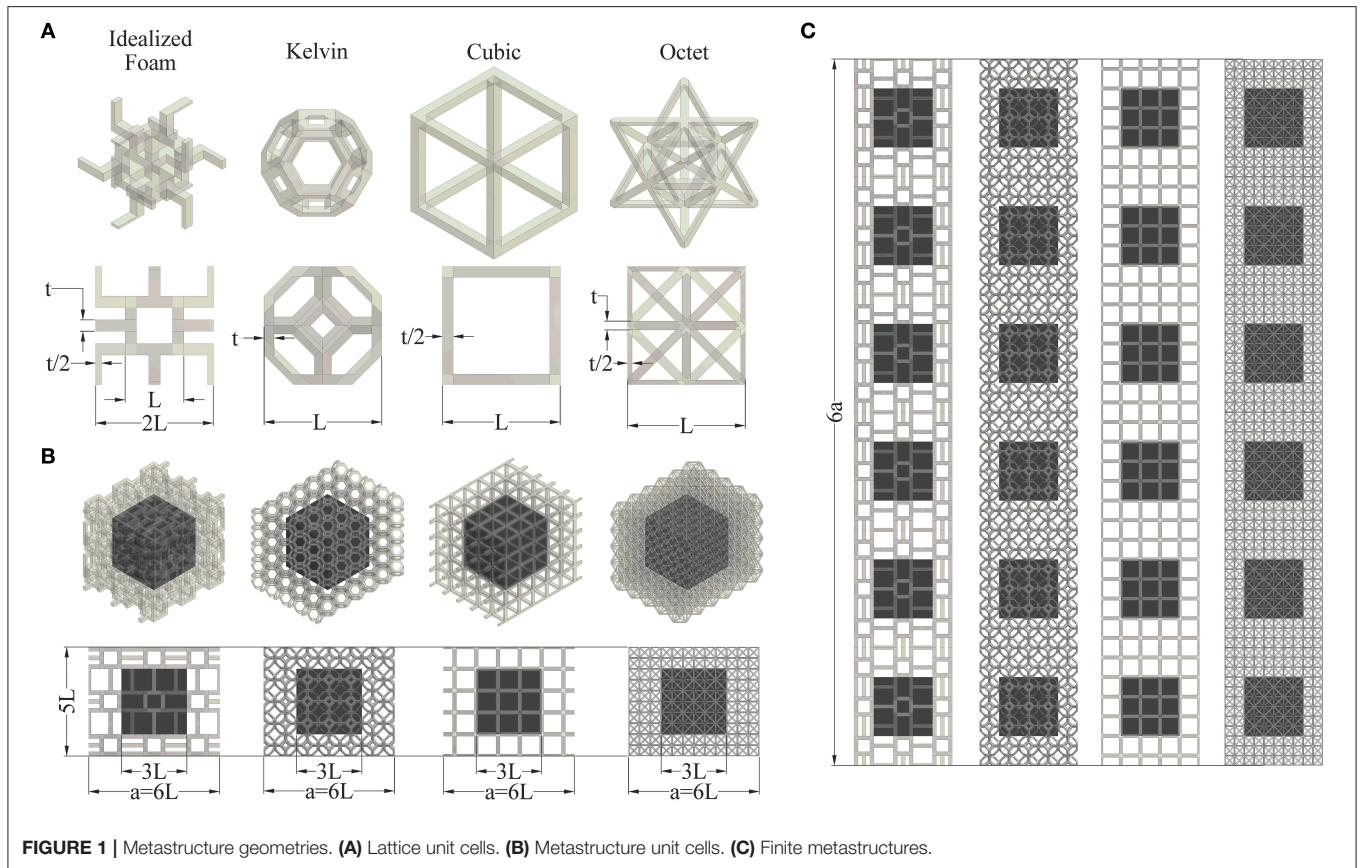 A
Idealized
Foam
Kelvin
Cubic
Octet
t
t/2
L
2L
t
L
t/2
L
t
t/2
L
B
5L
3L
a=6L
3L
a=6L
3L
a=6L
3L
a=6L
C
6a
FIGURE 1 | Metastructure geometries. (A) Lattice unit cells. (B) Metastructure unit cells. (C) Finite metastructures.